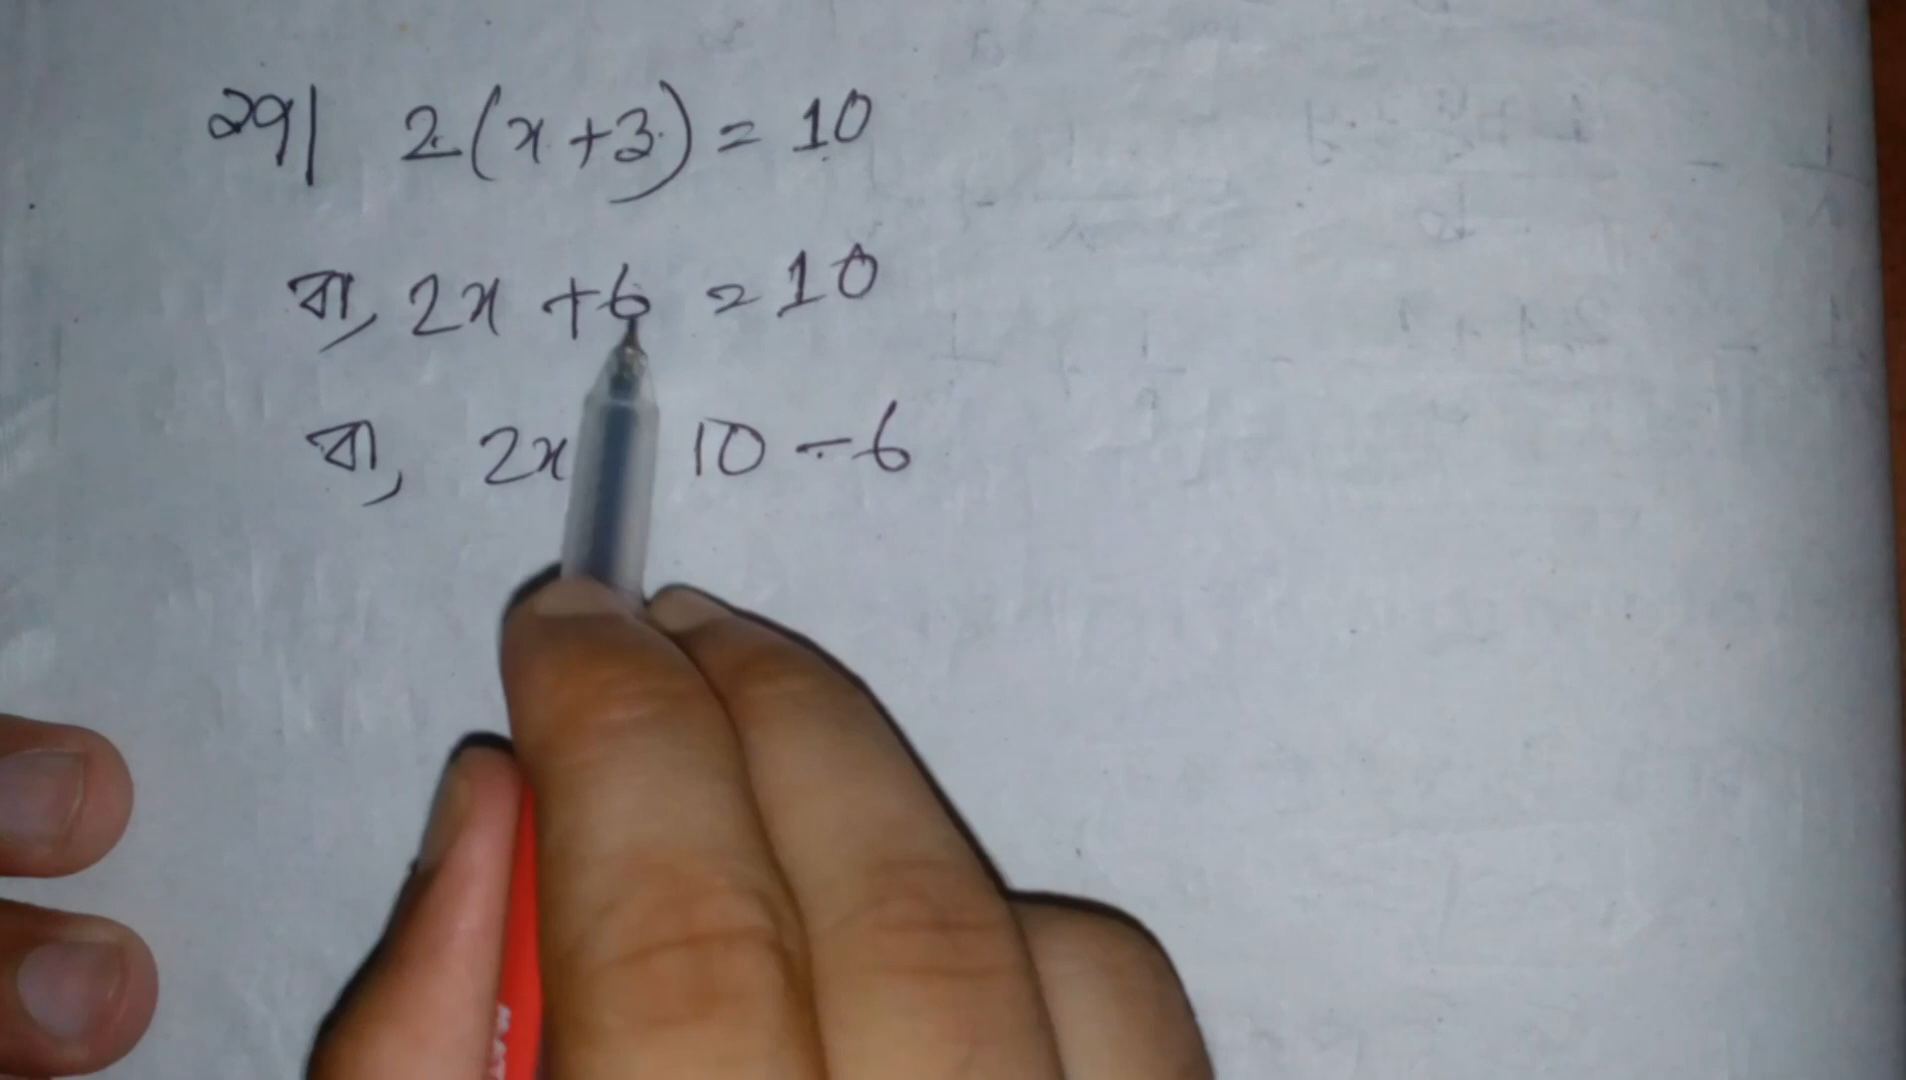 ২৭| 2(x+3) = 10
বা, 2x +6 = 10
বা, 2x 10 - 6